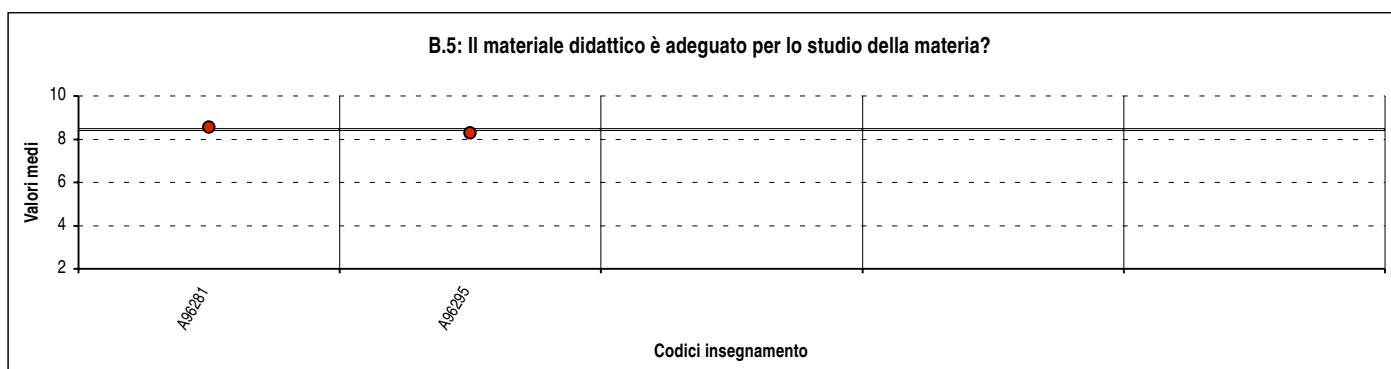 B.5: Il materiale didattico è adeguato per lo studio della materia?
Valori medi
10
8
6
4
2
A96281
A96295
Codici insegnamento